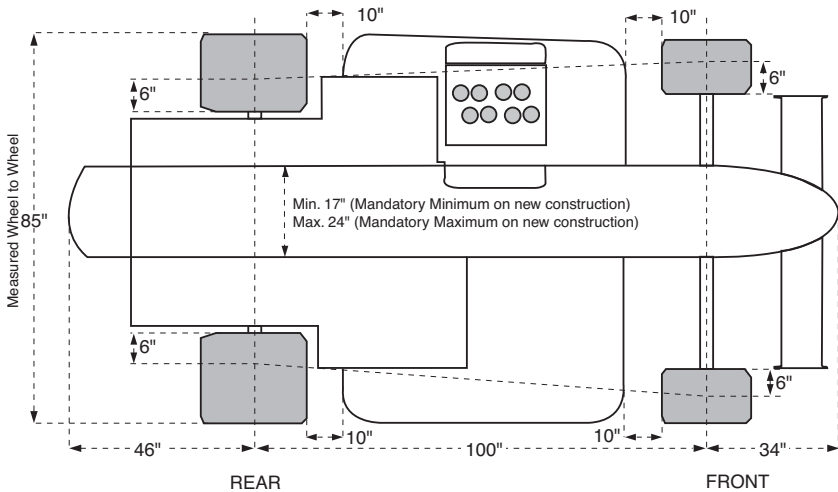 10"
10"
6"
6"
Measured Wheel to Wheel
85"
Min. 17" (Mandatory Minimum on new construction)
Max. 24" (Mandatory Maximum on new construction)
6"
6"
10"
10"
46"
100"
34"
REAR
FRONT